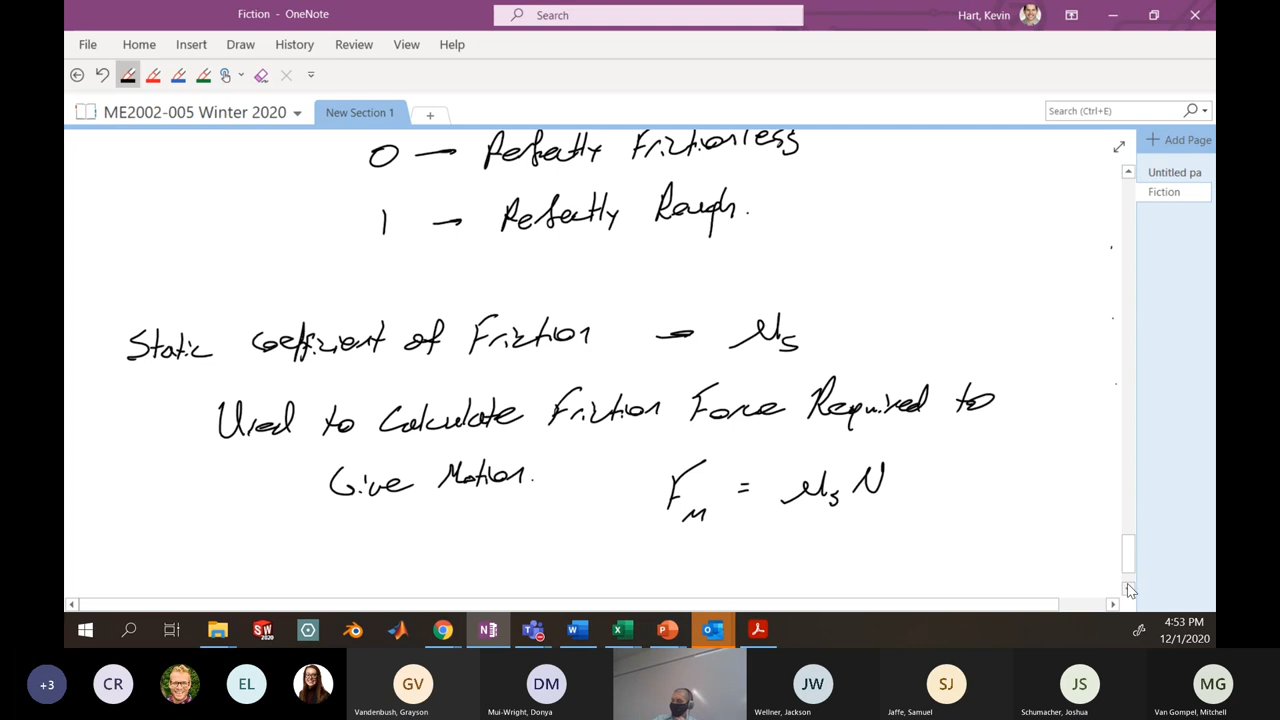 Fiction - OneNote
Search
Hart, Kevin
File Home Insert Draw History Review View Help
ME2002-005 Winter 2020
New Section 1
+
Search (Ctrl+E)
+ Add Page
Untitled pa
Fiction
0 — Perfectly Frictionless
1 — Perfectly Rough.
Static Coefficient of Friction — μs
Used to Calculate Friction Force Required to
Give Motion.
Fμ = μs N
4:53 PM
12/1/2020
+3
CR
EL
GV
Vandenbush, Grayson
DM
Mui-Wright, Donya
JW
Wellner, Jackson
SJ
Jaffe, Samuel
JS
Schumacher, Joshua
MG
Van Gompel, Mitchell